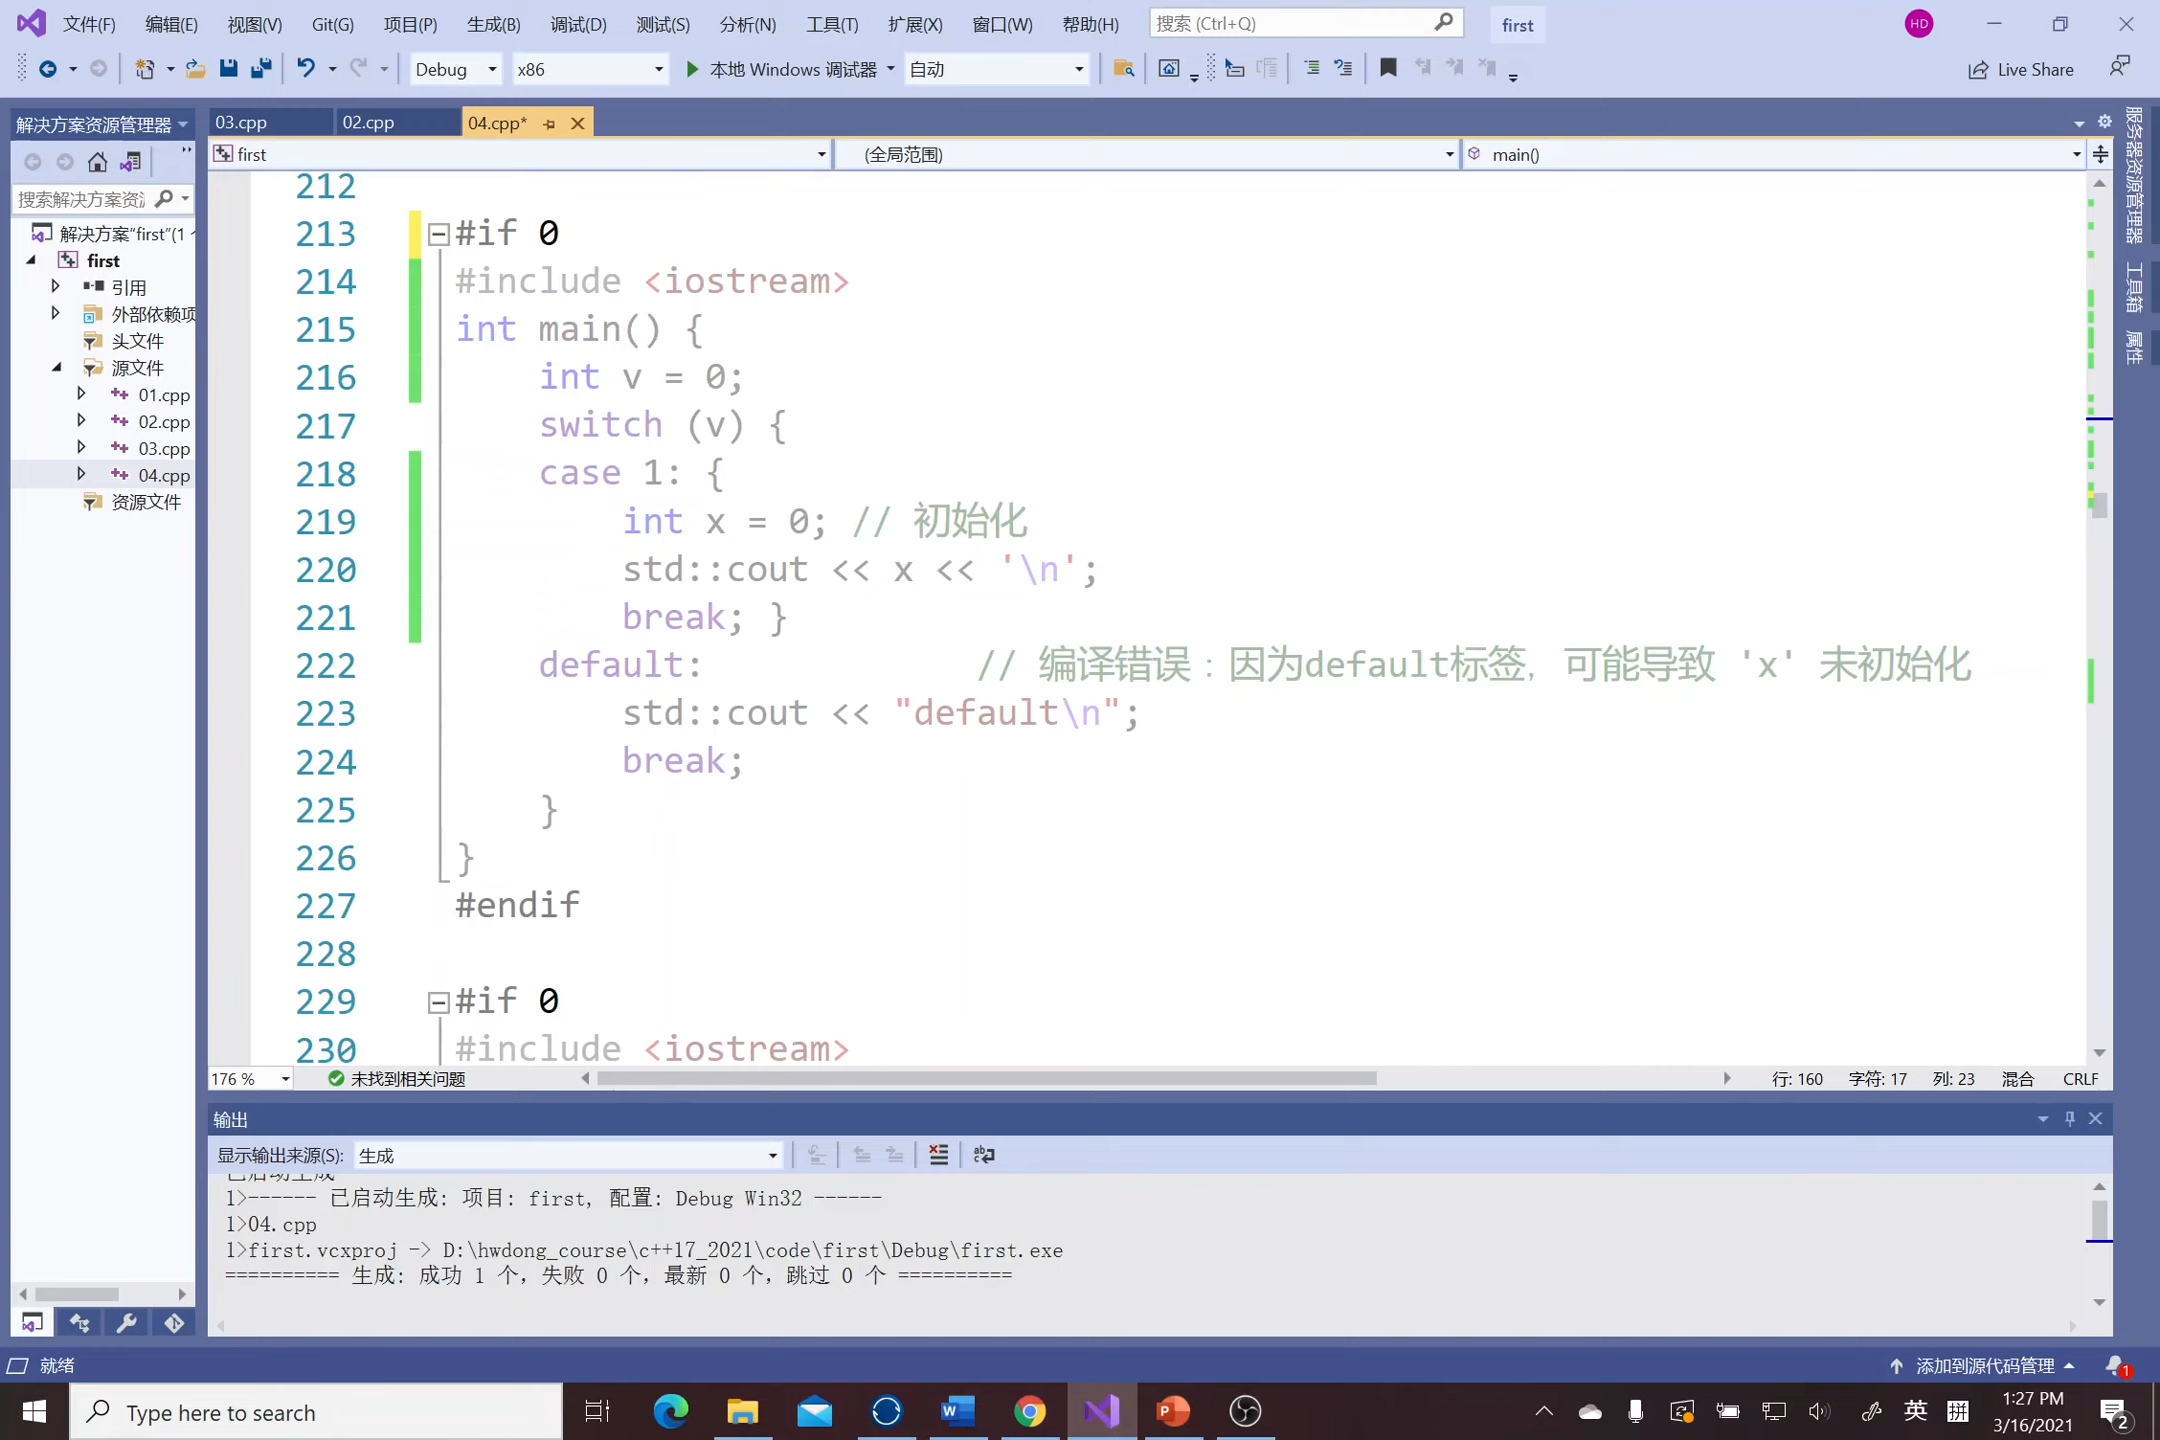 文件(F) 编辑(E) 视图(V) Git(G) 项目(P) 生成(B) 调试(D) 测试(S) 分析(N) 工具(T) 扩展(X) 窗口(W) 帮助(H) 搜索 (Ctrl+Q) first HD
Debug x86 本地 Windows 调试器 自动 Live Share
解决方案资源管理器 03.cpp 02.cpp 04.cpp*
first (全局范围) main()
搜索解决方案资源
解决方案"first"(1
first
引用
外部依赖项
头文件
源文件
01.cpp
02.cpp
03.cpp
04.cpp
资源文件
212
213 #if 0
214 #include <iostream>
215 int main() {
216 int v = 0;
217 switch (v) {
218 case 1: {
219 int x = 0; // 初始化
220 std::cout << x << '\n';
221 break; }
222 default: // 编译错误：因为default标签，可能导致 'x' 未初始化
223 std::cout << "default\n";
224 break;
225 }
226 }
227 #endif
228
229 #if 0
230 #include <iostream>
服务器资源管理器
工具箱
属性
176 % 未找到相关问题 行: 160 字符: 17 列: 23 混合 CRLF
输出
显示输出来源(S): 生成
已启动生成
1>------ 已启动生成: 项目: first, 配置: Debug Win32 ------
1>04.cpp
1>first.vcxproj -> D:\hwdong_course\c++17_2021\code\first\Debug\first.exe
========== 生成: 成功 1 个，失败 0 个，最新 0 个，跳过 0 个 ==========
就绪 添加到源代码管理 1
Type here to search 英 拼 1:27 PM
3/16/2021 2